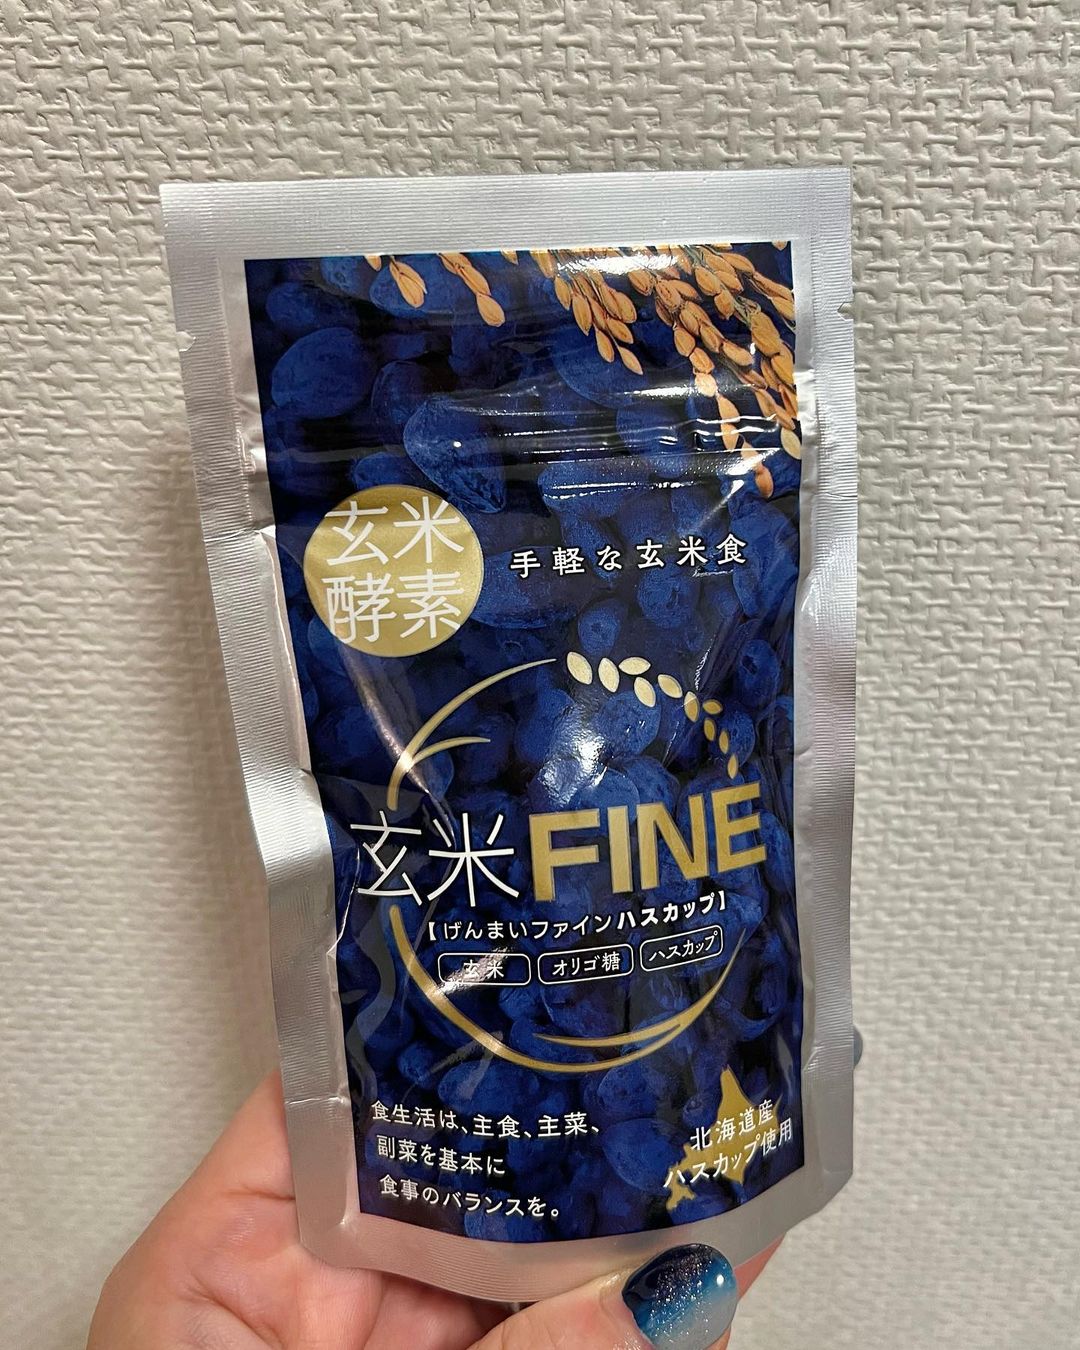 玄米
酵素
手軽な玄米食
玄米FINE
【げんまいファインハスカップ】
玄米 オリゴ糖 ハスカップ
食生活は、主食、主菜、
副菜を基本に
食事のバランスを。
北海道産
ハスカップ使用